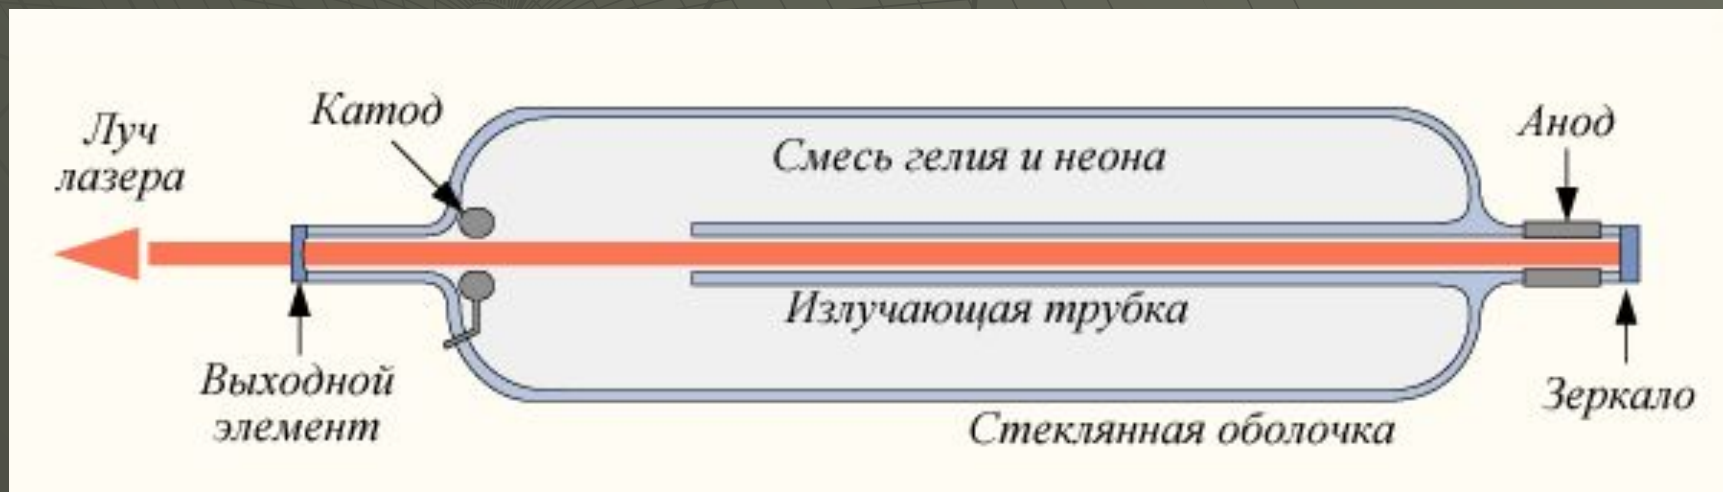 Луч
лазера
Катод
Смесь гелия и неона
Анод
Излучающая трубка
Выходной
элемент
Стеклянная оболочка
Зеркало